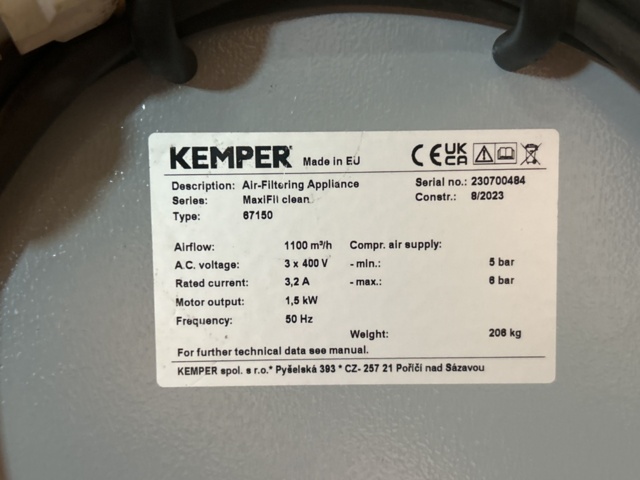 KEMPER Made in EU CE UK CA
Description: Air-Filtering Appliance Serial no.: 230700484
Series: MaxiFil clean Constr.: 8/2023
Type: 67150
Airflow: 1100 m³/h Compr. air supply:
A.C. voltage: 3 x 400 V - min.: 5 bar
Rated current: 3,2 A - max.: 6 bar
Motor output: 1,5 kW
Frequency: 50 Hz
Weight: 206 kg
For further technical data see manual.
KEMPER spol. s r.o.* Pyšelská 393 * CZ- 257 21 Poříčí nad Sázavou